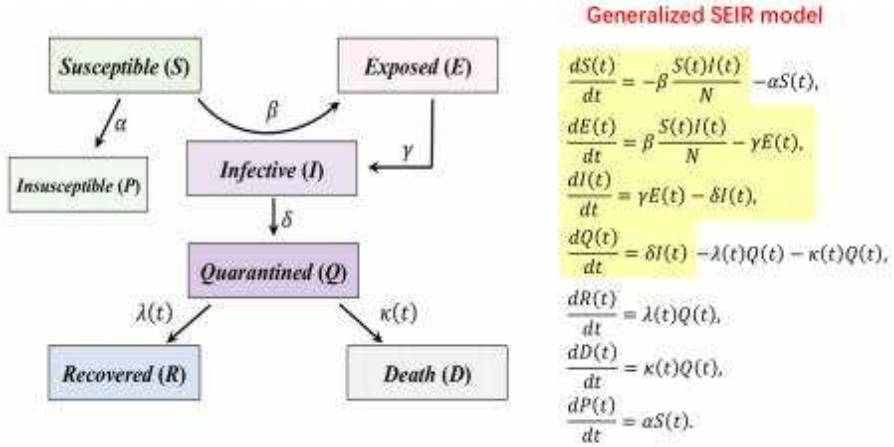 Generalized SEIR model
Susceptible (S)
Exposed (E)
α
β
γ
Insusceptible (P)
Infective (I)
δ
Quarantined (Q)
λ(t)
κ(t)
Recovered (R)
Death (D)
dS(t)/dt = -β S(t)I(t)/N -αS(t),
dE(t)/dt = β S(t)I(t)/N - γE(t),
dI(t)/dt = γE(t) - δI(t),
dQ(t)/dt = δI(t) -λ(t)Q(t) - κ(t)Q(t),
dR(t)/dt = λ(t)Q(t),
dD(t)/dt = κ(t)Q(t),
dP(t)/dt = αS(t).